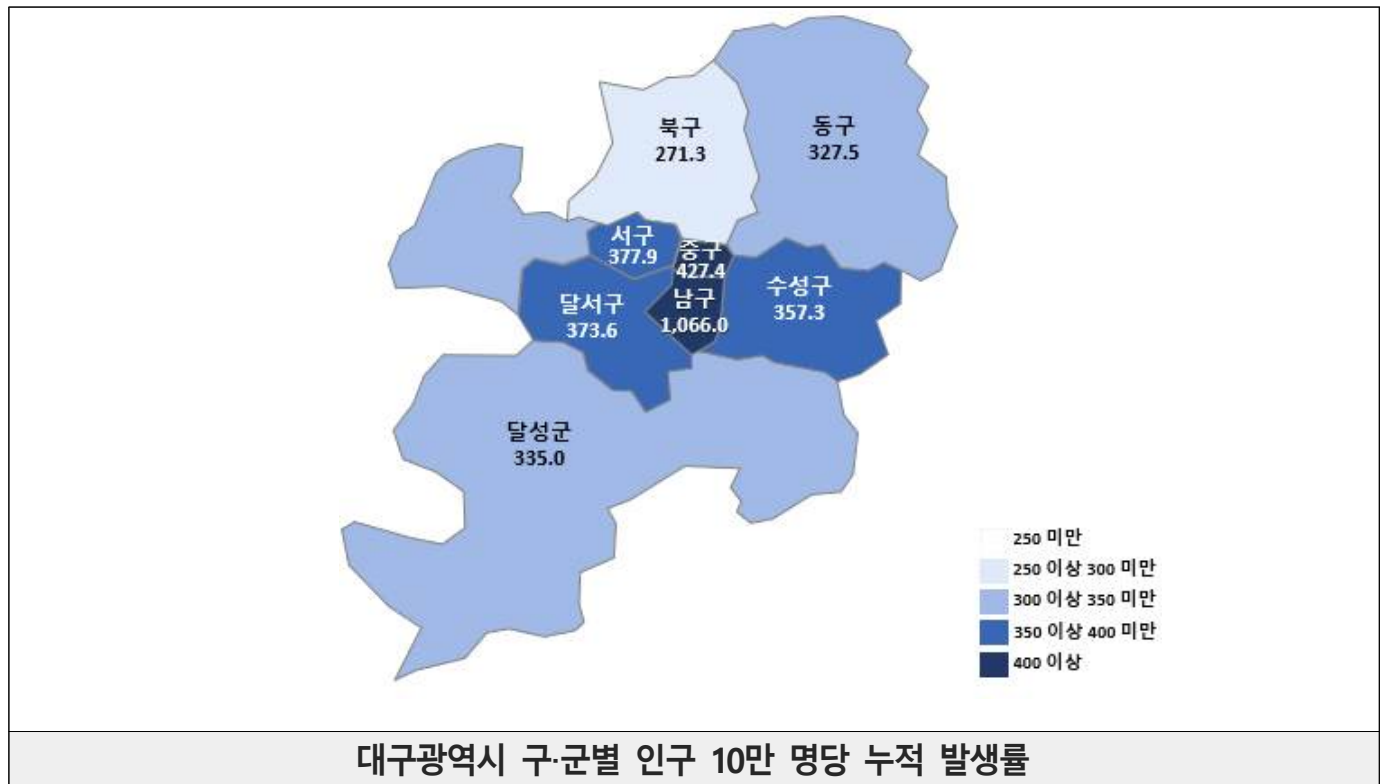 북구
271.3
동구
327.5
서구
377.9
중구
427.4
수성구
357.3
달서구
373.6
남구
1,066.0
달성군
335.0
250 미만
250 이상 300 미만
300 이상 350 미만
350 이상 400 미만
400 이상
대구광역시 구·군별 인구 10만 명당 누적 발생률